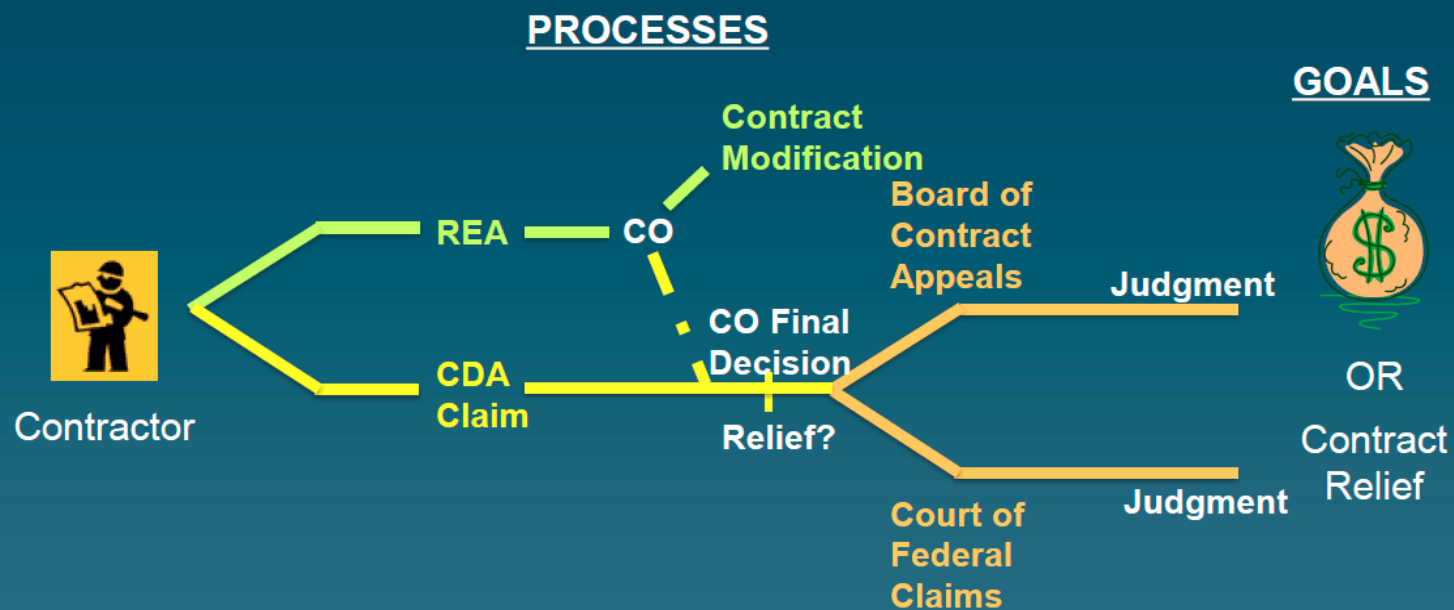 PROCESSES
GOALS
Contract
Modification
Board of
Contract
Appeals
REA
CO
Judgment
$
CO Final
Decision
CDA
Claim
OR
Contractor
Relief?
Contract
Relief
Judgment
Court of
Federal
Claims